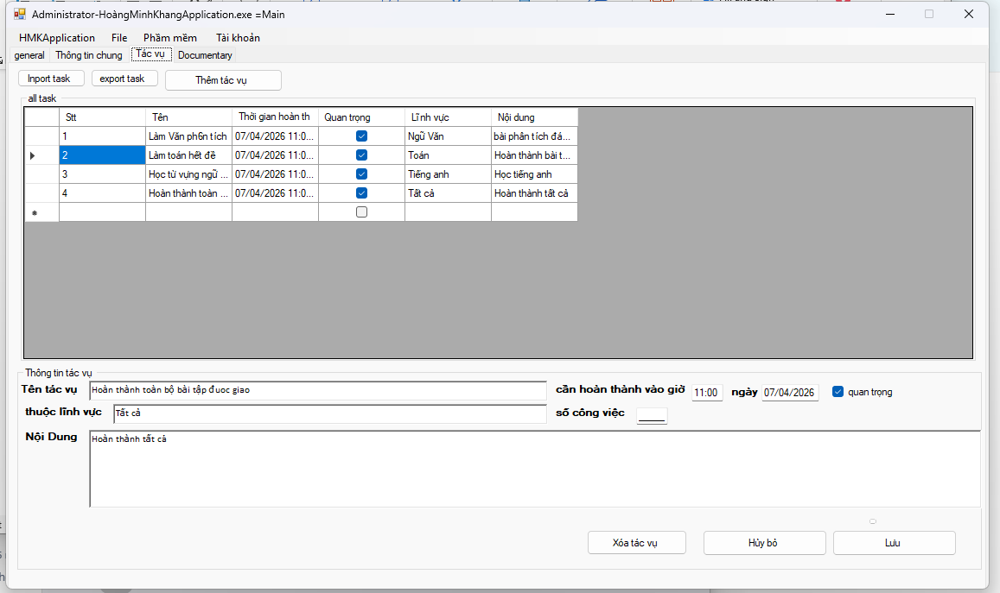 Administrator-HoàngMinhKhangApplication.exe =Main
HMKApplication File Phầm mềm Tài khoản
general Thông tin chung Tác vụ Documentary
Inport task export task Thêm tác vụ
all task
Stt Tên Thời gian hoàn th Quan trọng Lĩnh vực Nội dung
1 Làm Văn ph6n tích 07/04/2026 11:0... Ngữ Văn bài phân tích đá...
2 Làm toán hết đề 07/04/2026 11:0... Toán Hoàn thành bài t...
3 Học từ vựng ngữ ... 07/04/2026 11:0... Tiếng anh Học tiếng anh
4 Hoàn thành toàn ... 07/04/2026 11:0... Tất cả Hoàn thành tất cả
Thông tin tác vụ
Tên tác vụ Hoàn thành toàn bộ bài tập đuoc giao cần hoàn thành vào giờ 11:00 ngày 07/04/2026 quan trọng
thuộc lĩnh vực Tất cả số công việc
Nội Dung Hoàn thành tất cả
Xóa tác vụ Hủy bỏ Lưu